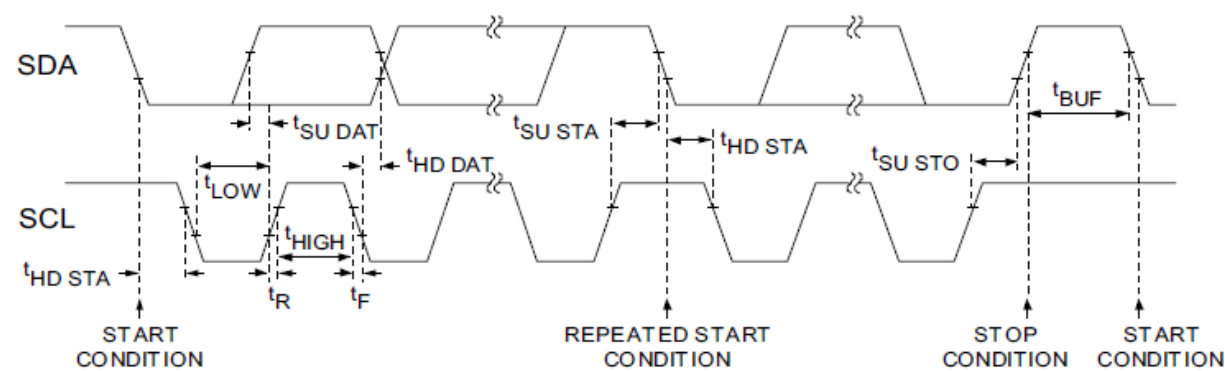 SDA
tBUF
tSU DAT
tSU STA
tHD STA
tHD DAT
tSU STO
tLOW
SCL
tHIGH
tHD STA
tR
tF
START
CONDITION
REPEATED START
CONDITION
STOP
CONDITION
START
CONDITION